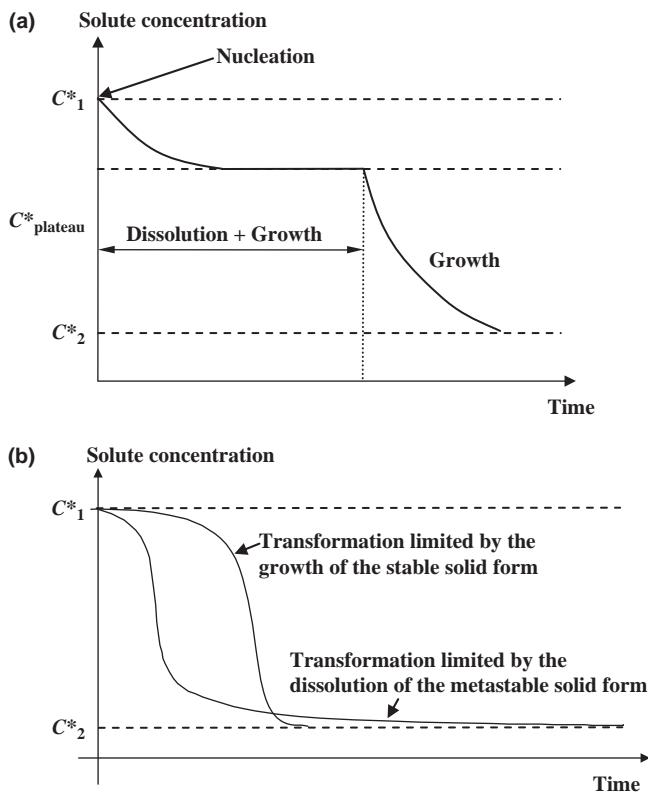 (a)
Solute concentration
Nucleation
C*1
C*plateau
Dissolution + Growth
Growth
C*2
Time
(b)
Solute concentration
C*1
Transformation limited by the
growth of the stable solid form
Transformation limited by the
dissolution of the metastable solid form
C*2
Time